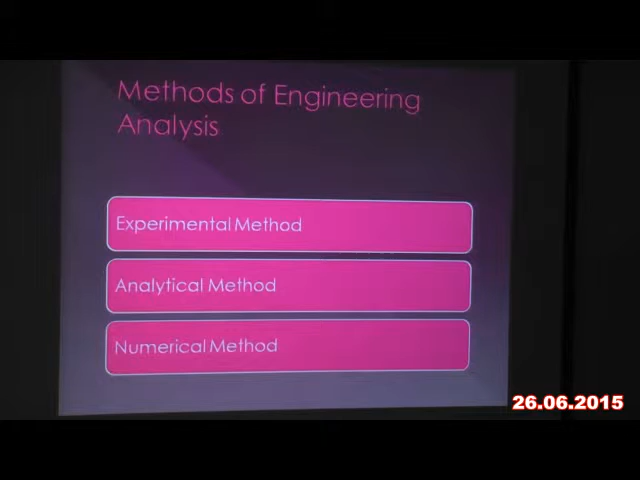 Methods of Engineering
Analysis
Experimental Method
Analytical Method
Numerical Method
26.06.2015